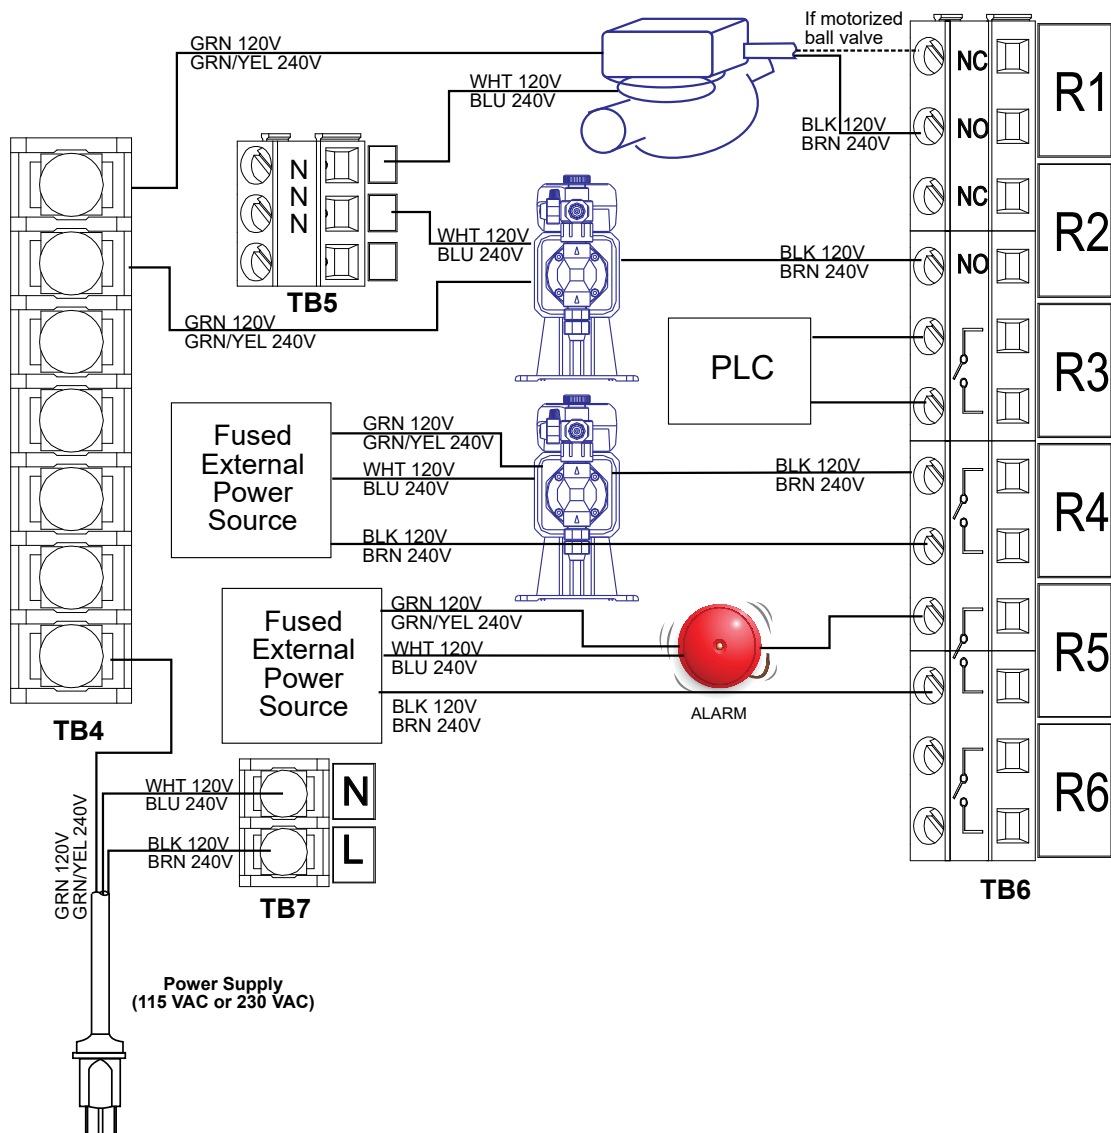 If motorized
ball valve
GRN 120V
GRN/YEL 240V
WHT 120V
BLU 240V
BLK 120V
BRN 240V
NC
NO
R1
N
N
N
TB5
WHT 120V
BLU 240V
BLK 120V
BRN 240V
NC
NO
R2
GRN 120V
GRN/YEL 240V
PLC
R3
Fused
External
Power
Source
GRN 120V
GRN/YEL 240V
WHT 120V
BLU 240V
BLK 120V
BRN 240V
BLK 120V
BRN 240V
R4
Fused
External
Power
Source
GRN 120V
GRN/YEL 240V
WHT 120V
BLU 240V
BLK 120V
BRN 240V
ALARM
R5
TB4
WHT 120V
BLU 240V
N
BLK 120V
BRN 240V
L
TB7
R6
TB6
GRN 120V
GRN/YEL 240V
Power Supply
(115 VAC or 230 VAC)